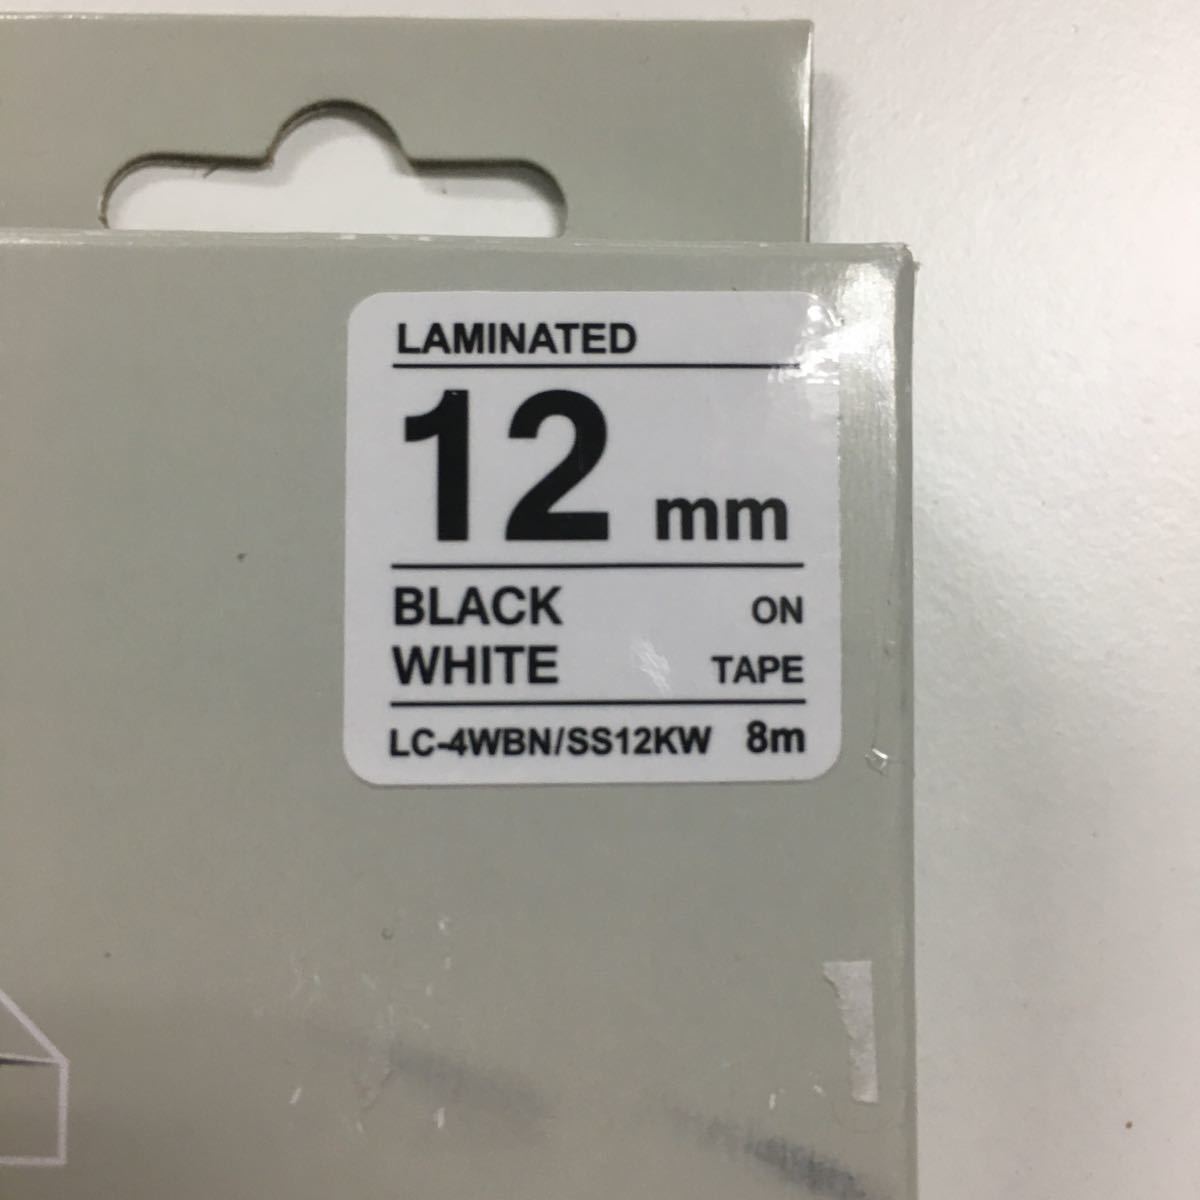 LAMINATED
12 mm
BLACK ON
WHITE TAPE
LC-4WBN/SS12KW 8m